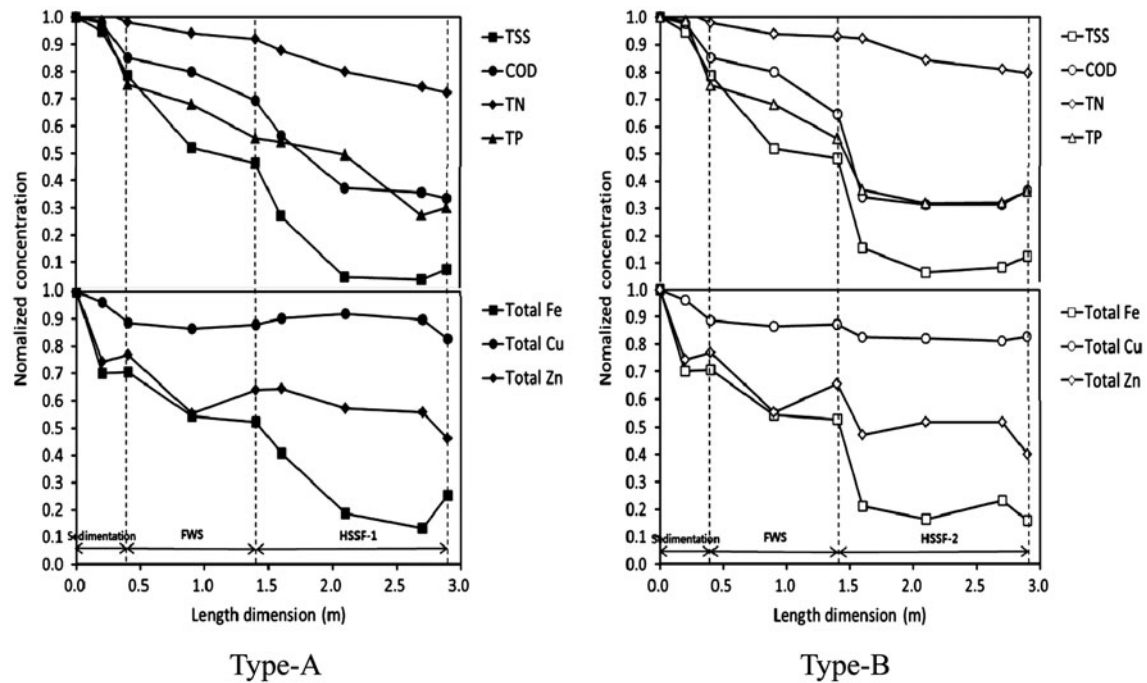 1.0
0.9
0.8
0.7
0.6
0.5
0.4
0.3
0.2
0.1
1.0
0.9
0.8
0.7
0.6
0.5
0.4
0.3
0.2
0.1
0.0
Normalized concentration
Normalized concentration
TSS
COD
TN
TP
Total Fe
Total Cu
Total Zn
Sedimentation
FWS
HSSF-1
0.0 0.5 1.0 1.5 2.0 2.5 3.0
Length dimension (m)
Type-A
1.0
0.9
0.8
0.7
0.6
0.5
0.4
0.3
0.2
0.1
1.0
0.9
0.8
0.7
0.6
0.5
0.4
0.3
0.2
0.1
0.0
Normalized concentration
Normalized concentration
TSS
COD
TN
TP
Total Fe
Total Cu
Total Zn
Sedimentation
FWS
HSSF-2
0.0 0.5 1.0 1.5 2.0 2.5 3.0
Length dimension (m)
Type-B